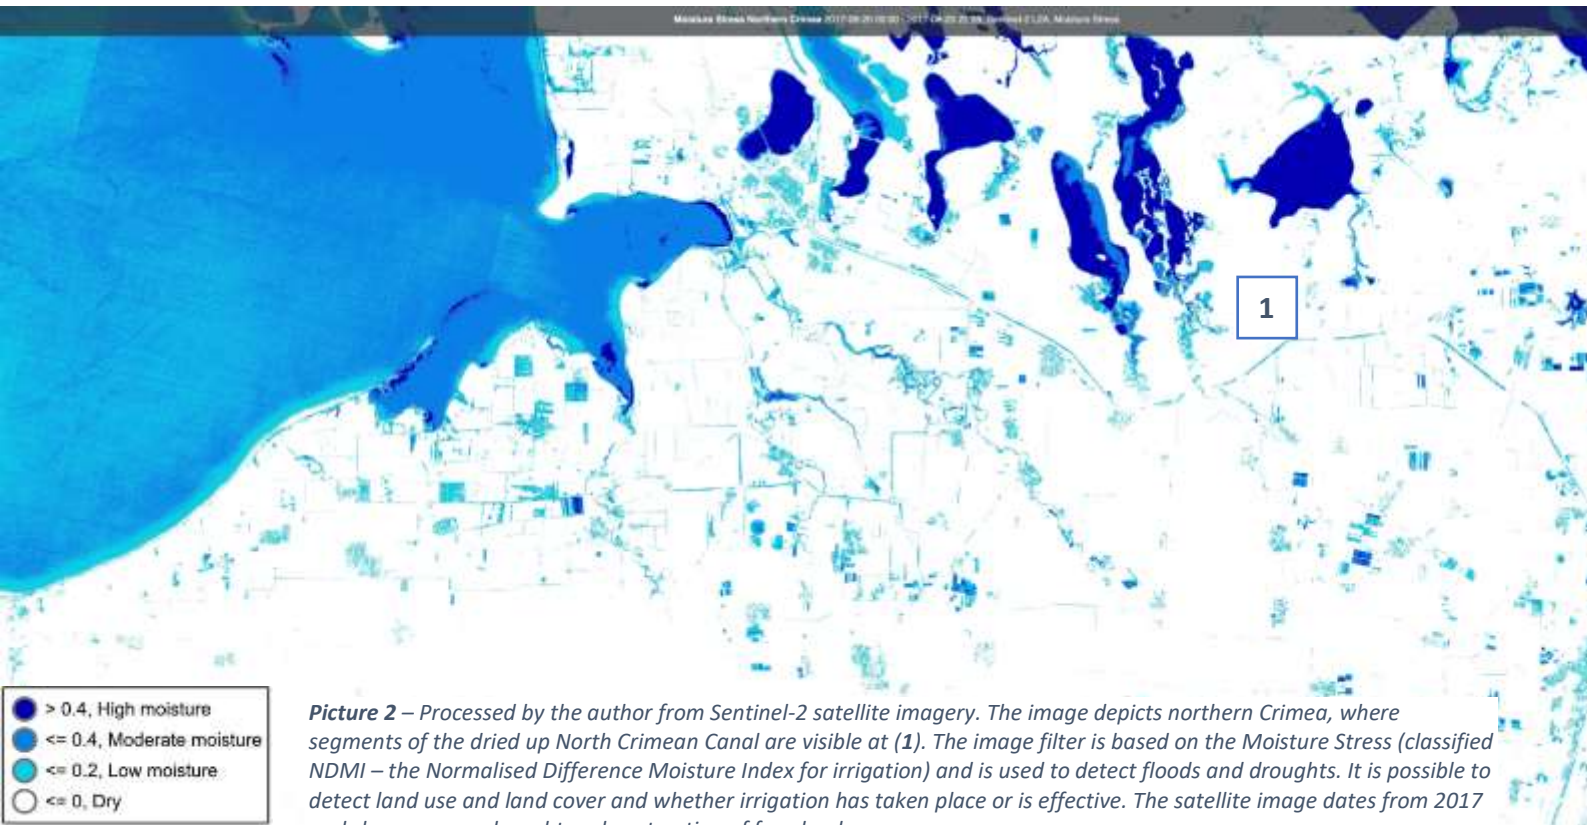 Moisture Stress Northern Crimea
1
> 0.4, High moisture
<= 0.4, Moderate moisture
<= 0.2, Low moisture
<= 0, Dry
Picture 2 – Processed by the author from Sentinel-2 satellite imagery. The image depicts northern Crimea, where
segments of the dried up North Crimean Canal are visible at (1). The image filter is based on the Moisture Stress (classified
NDMI – the Normalised Difference Moisture Index for irrigation) and is used to detect floods and droughts. It is possible to
detect land use and land cover and whether irrigation has taken place or is effective. The satellite image dates from 2017